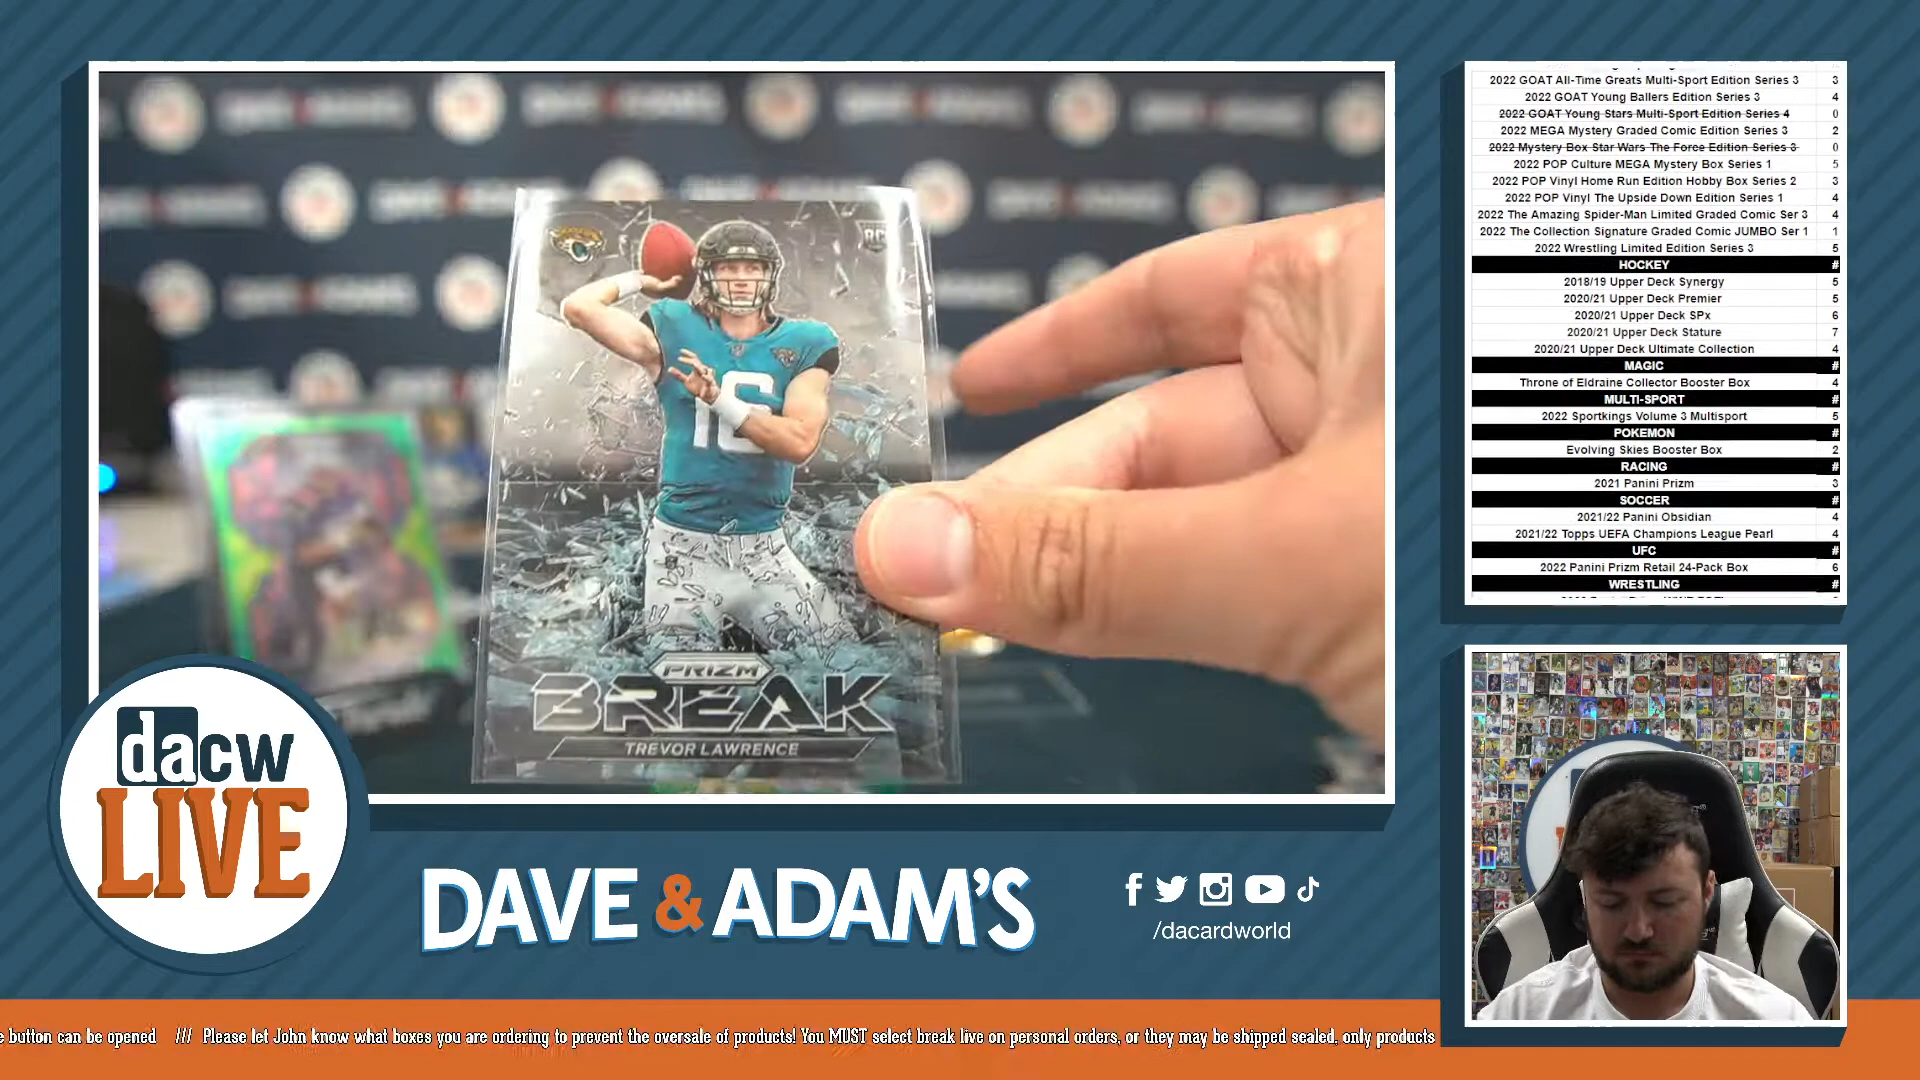 RC
16
PRIZM
BREAK
TREVOR LAWRENCE
2022 GOAT All-Time Greats Multi-Sport Edition Series 3 3
2022 GOAT Young Ballers Edition Series 3 4
2022 GOAT Young Stars Multi-Sport Edition Series 4 0
2022 MEGA Mystery Graded Comic Edition Series 3 2
2022 Mystery Box Star Wars The Force Edition Series 3 0
2022 POP Culture MEGA Mystery Box Series 1 5
2022 POP Vinyl Home Run Edition Hobby Box Series 2 3
2022 POP Vinyl The Upside Down Edition Series 1 4
2022 The Amazing Spider-Man Limited Graded Comic Ser 3 4
2022 The Collection Signature Graded Comic JUMBO Ser 1 1
2022 Wrestling Limited Edition Series 3 5
HOCKEY #
2018/19 Upper Deck Synergy 5
2020/21 Upper Deck Premier 5
2020/21 Upper Deck SPx 6
2020/21 Upper Deck Stature 7
2020/21 Upper Deck Ultimate Collection 4
MAGIC #
Throne of Eldraine Collector Booster Box 4
MULTI-SPORT #
2022 Sportkings Volume 3 Multisport 5
POKEMON #
Evolving Skies Booster Box 2
RACING #
2021 Panini Prizm 3
SOCCER #
2021/22 Panini Obsidian 4
2021/22 Topps UEFA Champions League Pearl 4
UFC #
2022 Panini Prizm Retail 24-Pack Box 6
WRESTLING #
dacw
LIVE
DAVE & ADAM'S
/dacardworld
e button can be opened /// Please let John know what boxes you are ordering to prevent the oversale of products! You MUST select break live on personal orders, or they may be shipped sealed, only products